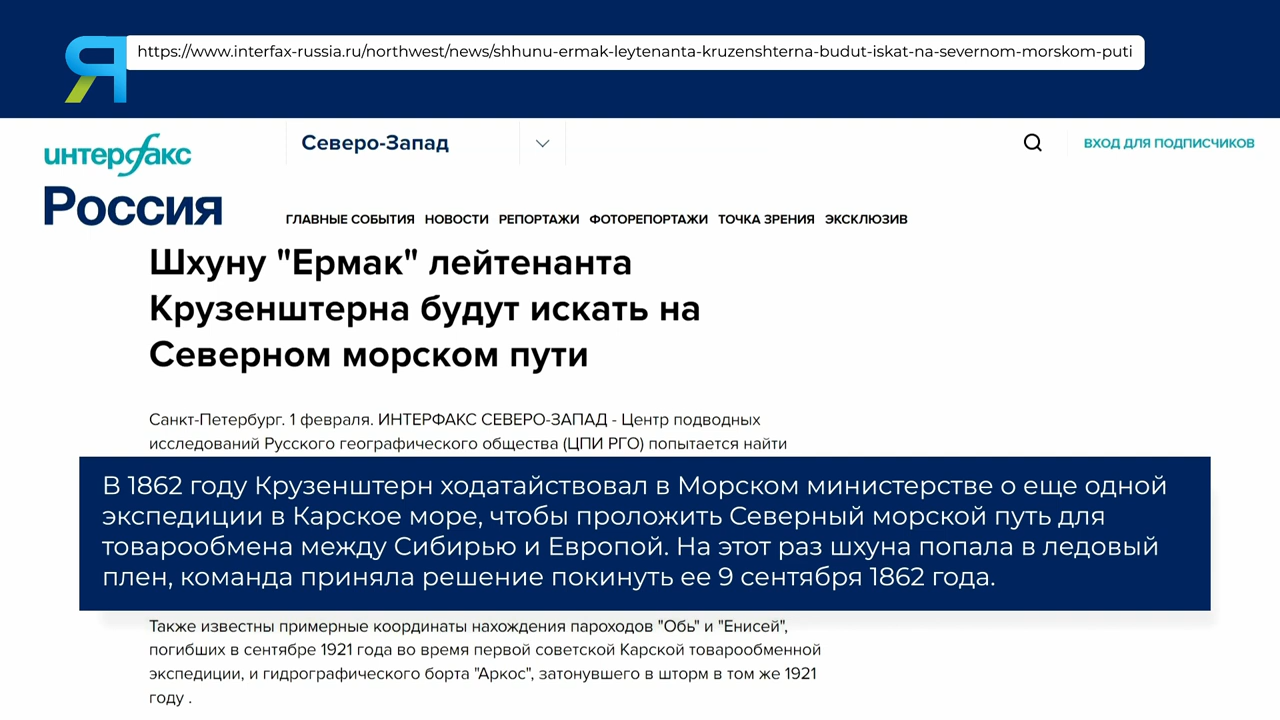 Я
https://www.interfax-russia.ru/northwest/news/shhunu-ermak-leytenanta-kruzenshterna-budut-iskat-na-severnom-morskom-puti
интерфакс
Россия
Северо-Запад
ВХОД ДЛЯ ПОДПИСЧИКОВ
ГЛАВНЫЕ СОБЫТИЯ НОВОСТИ РЕПОРТАЖИ ФОТОРЕПОРТАЖИ ТОЧКА ЗРЕНИЯ ЭКСКЛЮЗИВ
Шхуну "Ермак" лейтенанта
Крузенштерна будут искать на
Северном морском пути
Санкт-Петербург. 1 февраля. ИНТЕРФАКС СЕВЕРО-ЗАПАД - Центр подводных
исследований Русского географического общества (ЦПИ РГО) попытается найти
В 1862 году Крузенштерн ходатайствовал в Морском министерстве о еще одной
экспедиции в Карское море, чтобы проложить Северный морской путь для
товарообмена между Сибирью и Европой. На этот раз шхуна попала в ледовый
плен, команда приняла решение покинуть ее 9 сентября 1862 года.
Также известны примерные координаты нахождения пароходов "Обь" и "Енисей",
погибших в сентябре 1921 года во время первой советской Карской товарообменной
экспедиции, и гидрографического борта "Аркос", затонувшего в шторм в том же 1921
году .